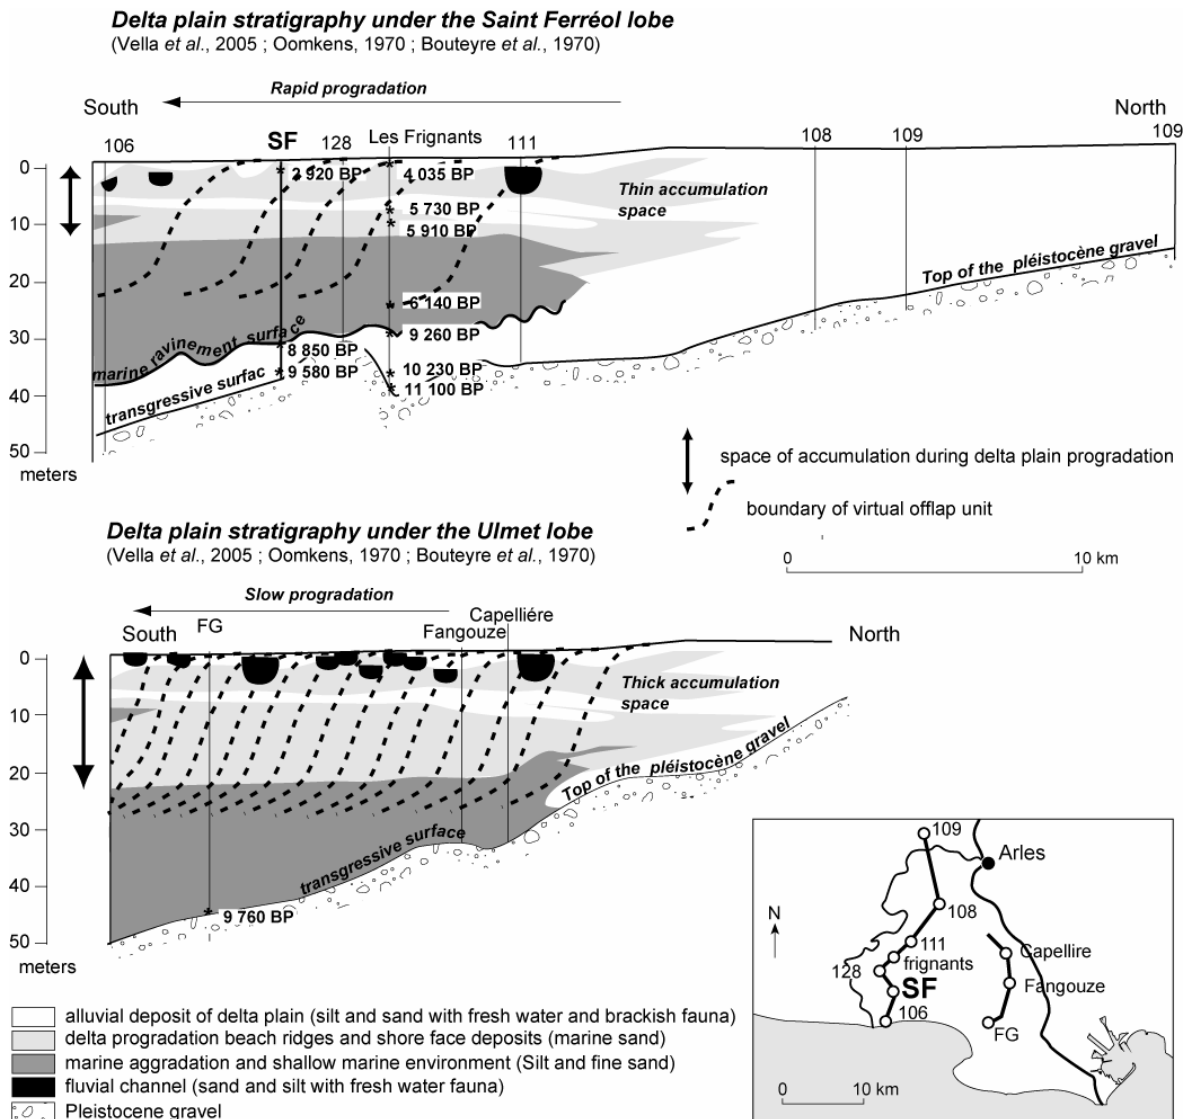 Delta plain stratigraphy under the Saint Ferréol lobe
(Vella et al., 2005 ; Oomkens, 1970 ; Bouteyre et al., 1970)
Rapid progradation
South
North
106
SF
128
Les Frignants
111
108
109
109
0
10
20
30
40
50
meters
2 920 BP
4 035 BP
5 730 BP
5 910 BP
6 140 BP
9 260 BP
8 850 BP
9 580 BP
10 230 BP
11 100 BP
Thin accumulation
space
Top of the pléistocène gravel
marine ravinement surface
transgressive surfac
space of accumulation during delta plain progradation
boundary of virtual offlap unit
0
10 km
Delta plain stratigraphy under the Ulmet lobe
(Vella et al., 2005 ; Oomkens, 1970 ; Bouteyre et al., 1970)
Slow progradation
South
FG
Fangouze
Capelliére
North
0
10
20
30
40
50
meters
Thick accumulation
space
Top of the pléistocène gravel
transgressive surface
9 760 BP
109
Arles
N
108
111
frignants
128
SF
106
Capellire
Fangouze
FG
0
10 km
alluvial deposit of delta plain (silt and sand with fresh water and brackish fauna)
delta progradation beach ridges and shore face deposits (marine sand)
marine aggradation and shallow marine environment (Silt and fine sand)
fluvial channel (sand and silt with fresh water fauna)
Pleistocene gravel